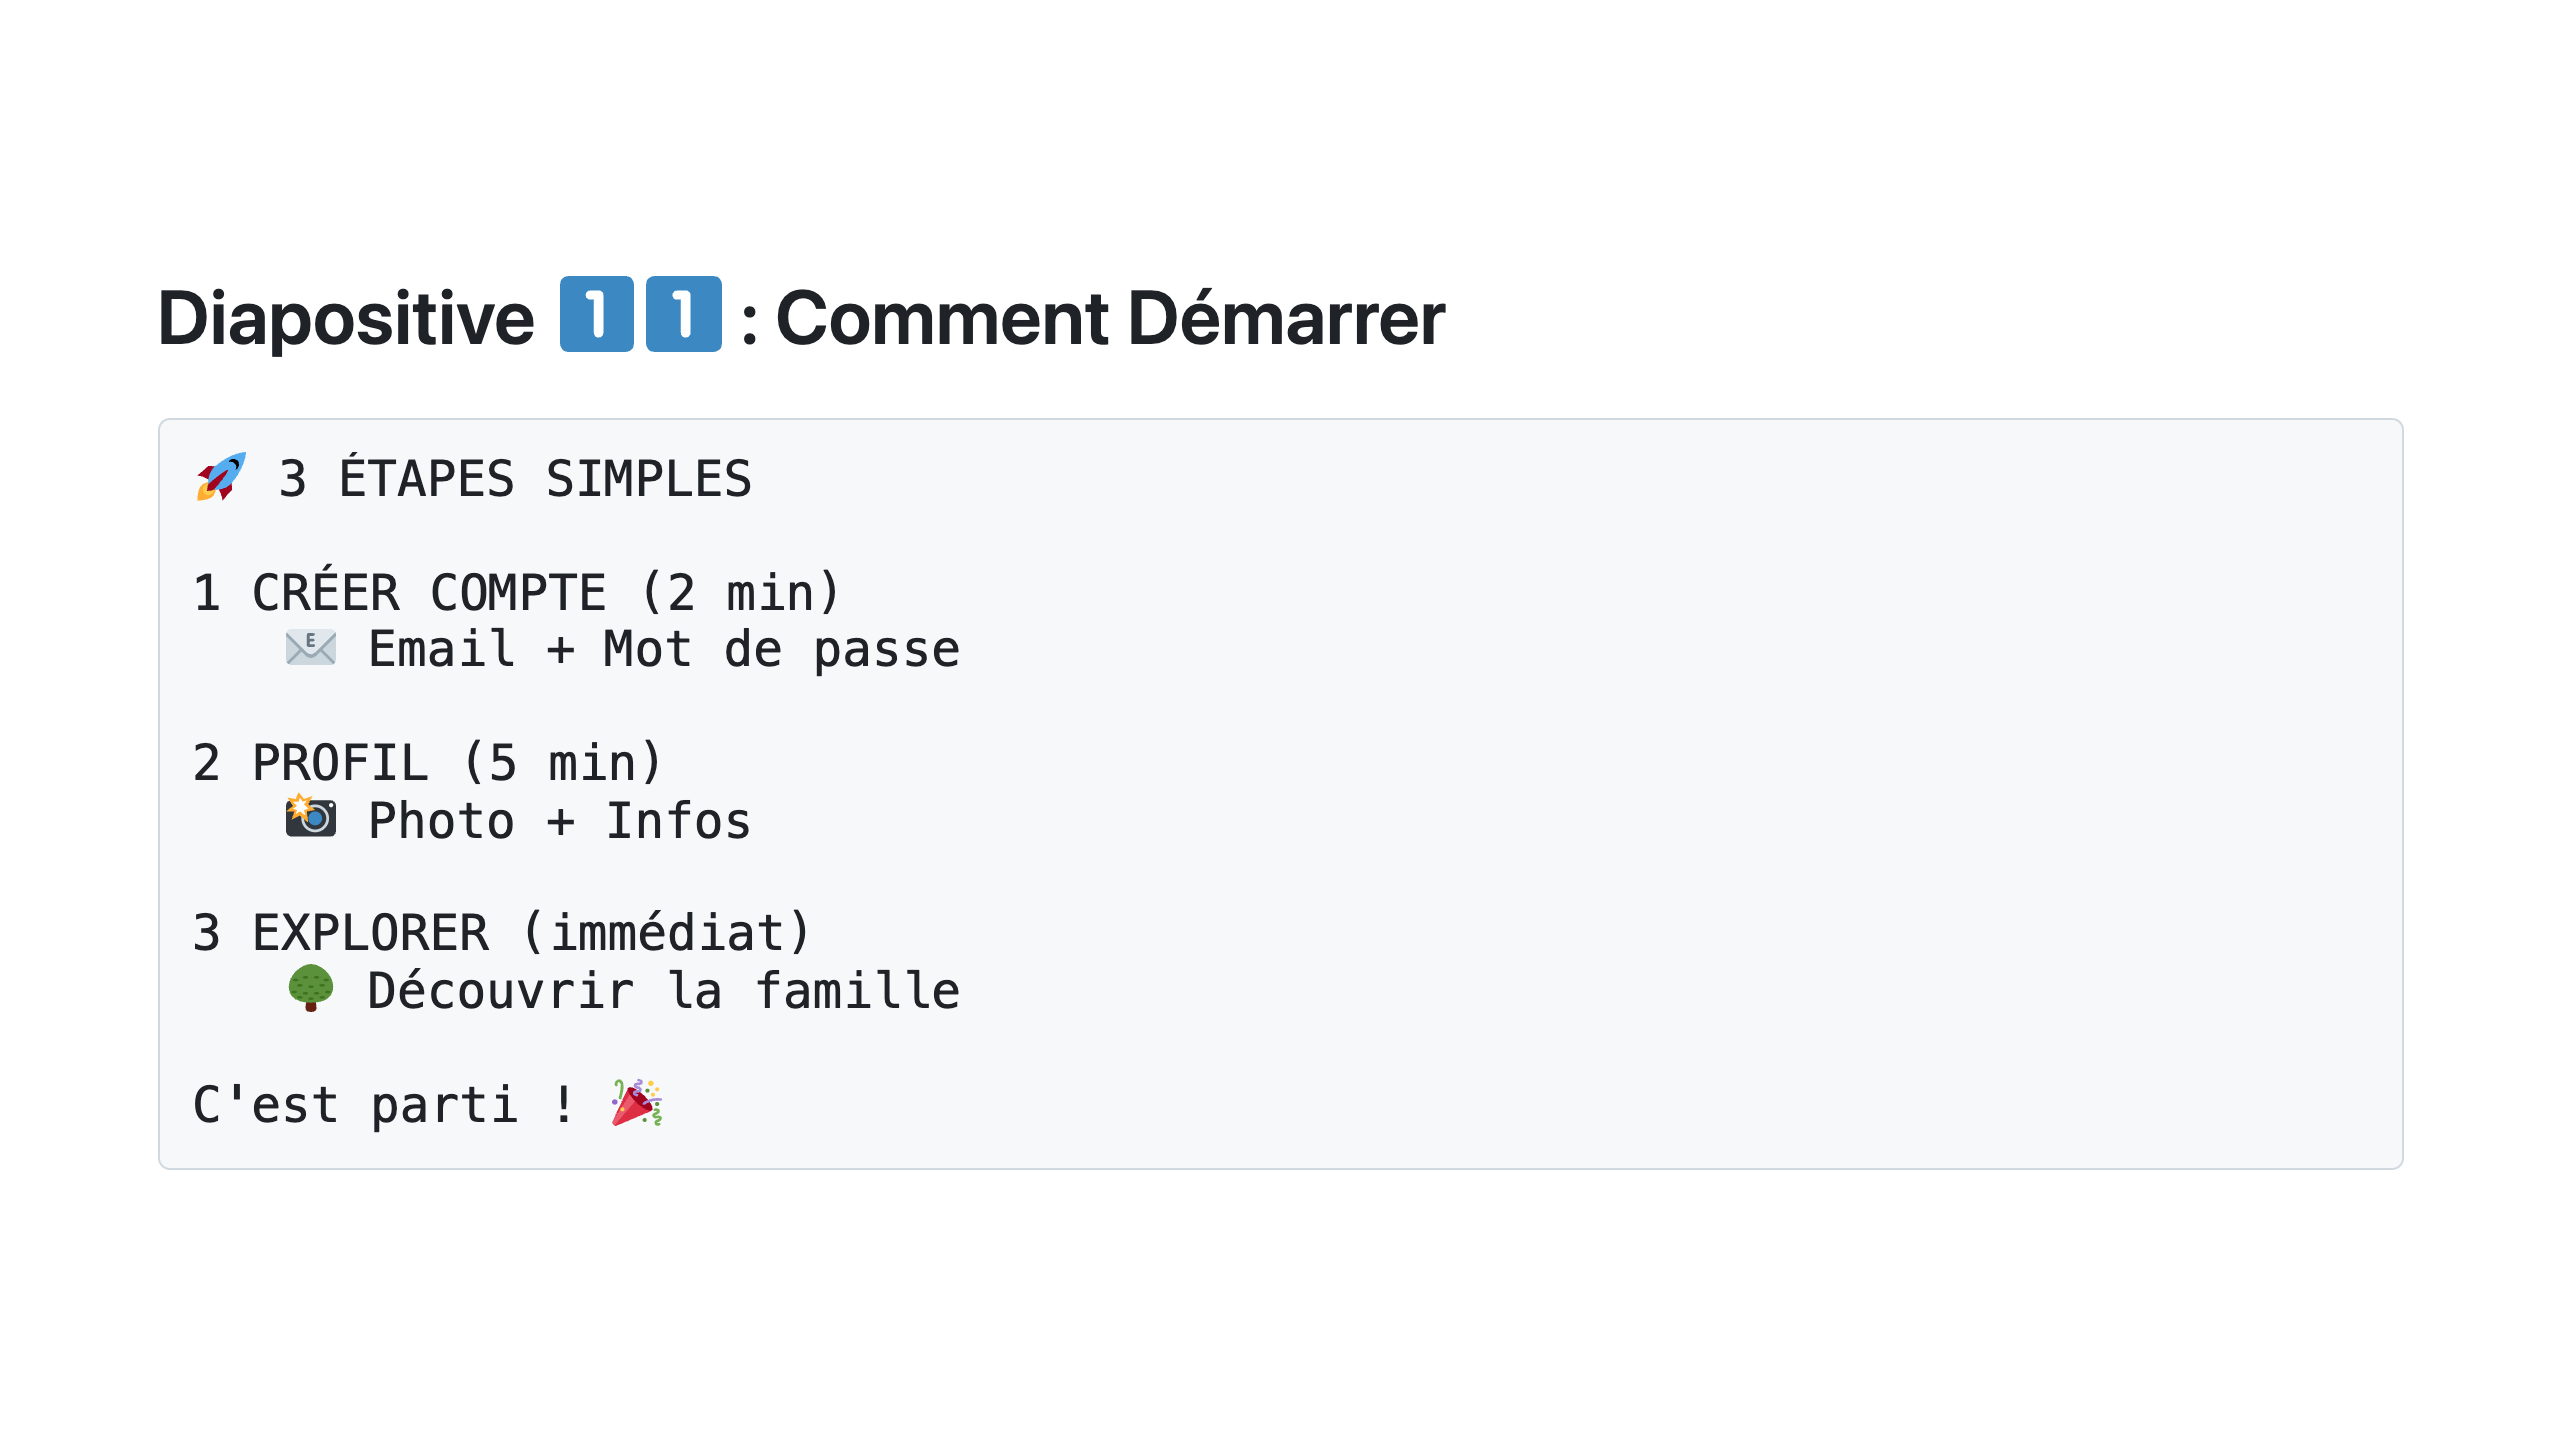 Diapositive 1️⃣1️⃣ : Comment Démarrer
🚀 3 ÉTAPES SIMPLES
1 CRÉER COMPTE (2 min)
📧 Email + Mot de passe
2 PROFIL (5 min)
📸 Photo + Infos
3 EXPLORER (immédiat)
🌳 Découvrir la famille
C'est parti ! 🎉